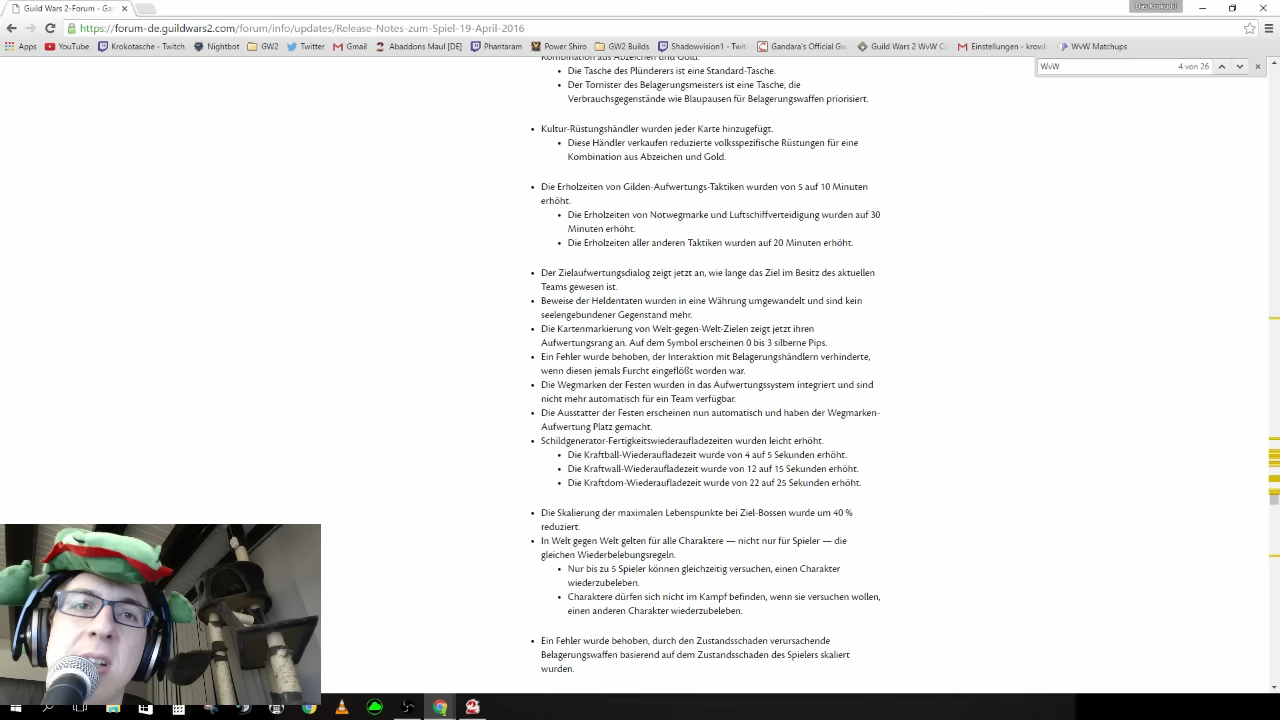 Guild Wars 2-Forum - Ga
https://forum-de.guildwars2.com/forum/info/updates/Release-Notes-zum-Spiel-19-April-2016
Apps YouTube Krokotasche - Twitch Nightbot GW2 Twitter Gmail Abaddons Maul [DE] Phantaram Power Shiro GW2 Builds Shadowvision1 - Twit Gandara's Official Gw Guild Wars 2 WvW Co Einstellungen - krowk WvW Matchups
WvW 4 von 26
Kombination aus Abzeichen und Gold.
• Die Tasche des Plünderers ist eine Standard-Tasche.
• Der Tornister des Belagerungsmeisters ist eine Tasche, die
Verbrauchsgegenstände wie Blaupausen für Belagerungswaffen priorisiert.
• Kultur-Rüstungshändler wurden jeder Karte hinzugefügt.
• Diese Händler verkaufen reduzierte volksspezifische Rüstungen für eine
Kombination aus Abzeichen und Gold.
• Die Erholzeiten von Gilden-Aufwertungs-Taktiken wurden von 5 auf 10 Minuten
erhöht.
• Die Erholzeiten von Notwegmarke und Luftschiffverteidigung wurden auf 30
Minuten erhöht.
• Die Erholzeiten aller anderen Taktiken wurden auf 20 Minuten erhöht.
• Der Zielaufwertungsdialog zeigt jetzt an, wie lange das Ziel im Besitz des aktuellen
Teams gewesen ist.
• Beweise der Heldentaten wurden in eine Währung umgewandelt und sind kein
seelengebundener Gegenstand mehr.
• Die Kartenmarkierung von Welt-gegen-Welt-Zielen zeigt jetzt ihren
Aufwertungsrang an. Auf dem Symbol erscheinen 0 bis 3 silberne Pips.
• Ein Fehler wurde behoben, der Interaktion mit Belagerungshändlern verhinderte,
wenn diesen jemals Furcht eingeflößt worden war.
• Die Wegmarken der Festen wurden in das Aufwertungssystem integriert und sind
nicht mehr automatisch für ein Team verfügbar.
• Die Ausstatter der Festen erscheinen nun automatisch und haben der Wegmarken-
Aufwertung Platz gemacht.
• Schildgenerator-Fertigkeitswiederaufladezeiten wurden leicht erhöht.
• Die Kraftball-Wiederaufladezeit wurde von 4 auf 5 Sekunden erhöht.
• Die Kraftwall-Wiederaufladezeit wurde von 12 auf 15 Sekunden erhöht.
• Die Kraftdom-Wiederaufladezeit wurde von 22 auf 25 Sekunden erhöht.
• Die Skalierung der maximalen Lebenspunkte bei Ziel-Bossen wurde um 40 %
reduziert.
• In Welt gegen Welt gelten für alle Charaktere — nicht nur für Spieler — die
gleichen Wiederbelebungsregeln.
• Nur bis zu 5 Spieler können gleichzeitig versuchen, einen Charakter
wiederzubeleben.
• Charaktere dürfen sich nicht im Kampf befinden, wenn sie versuchen wollen,
einen anderen Charakter wiederzubeleben.
• Ein Fehler wurde behoben, durch den Zustandsschaden verursachende
Belagerungswaffen basierend auf dem Zustandsschaden des Spielers skaliert
wurden.